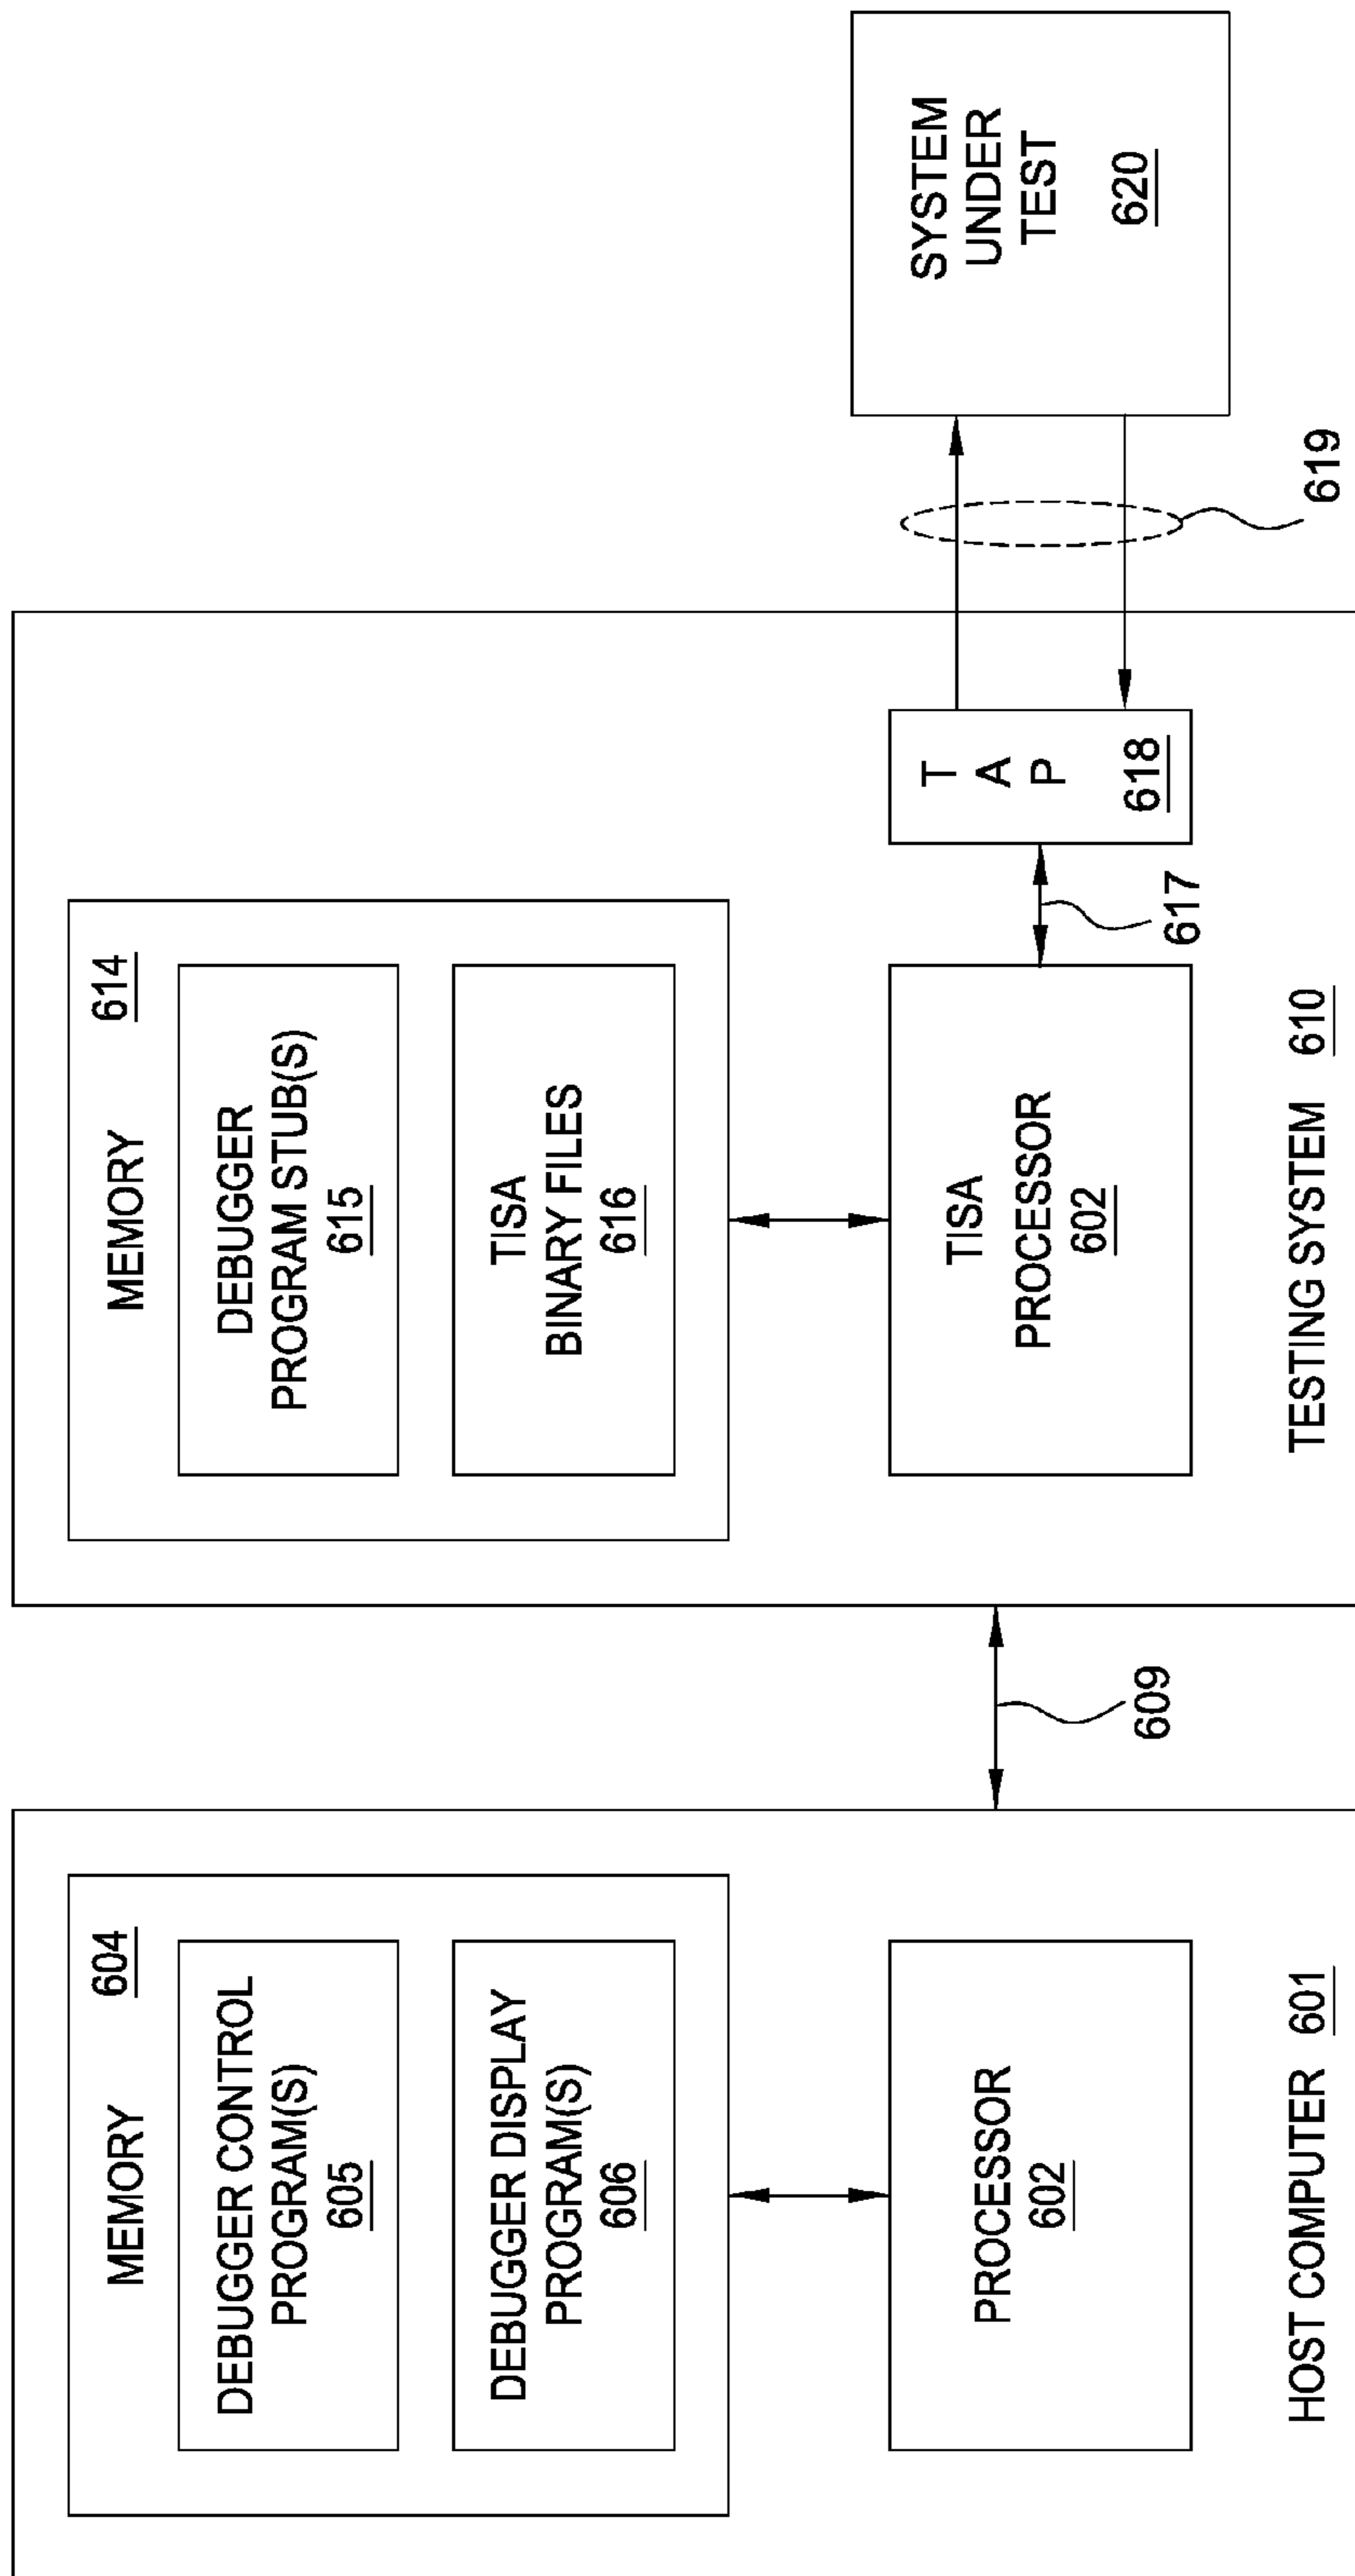 MEMORY
604
DEBUGGER CONTROL
PROGRAM(S)
605
DEBUGGER DISPLAY
PROGRAM(S)
606
PROCESSOR
602
HOST COMPUTER 601
609
MEMORY
614
DEBUGGER
PROGRAM STUB(S)
615
TISA
BINARY FILES
616
TISA
PROCESSOR
602
617
T
A
P
618
TESTING SYSTEM 610
619
SYSTEM
UNDER
TEST
620